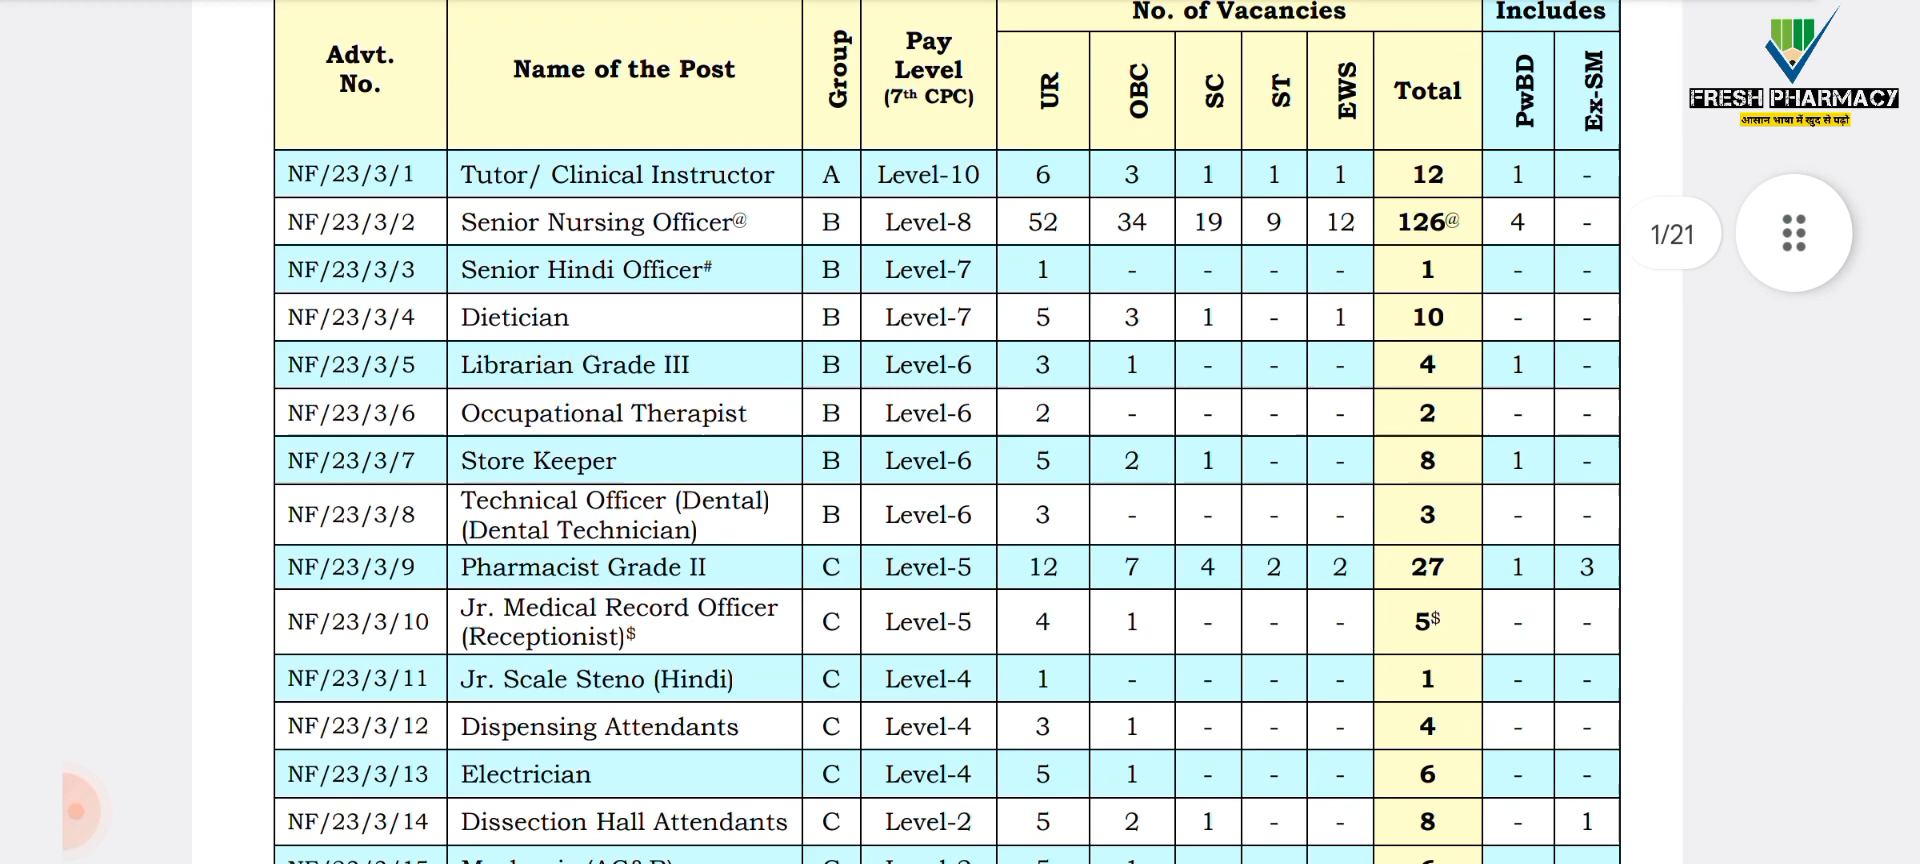 No. of Vacancies Includes
Advt. No. Name of the Post Group Pay Level (7th CPC) UR OBC SC ST EWS Total PwBD Ex-SM
NF/23/3/1 Tutor/ Clinical Instructor A Level-10 6 3 1 1 1 12 1 -
NF/23/3/2 Senior Nursing Officer@ B Level-8 52 34 19 9 12 126@ 4 -
NF/23/3/3 Senior Hindi Officer# B Level-7 1 - - - - 1 - -
NF/23/3/4 Dietician B Level-7 5 3 1 - 1 10 - -
NF/23/3/5 Librarian Grade III B Level-6 3 1 - - - 4 1 -
NF/23/3/6 Occupational Therapist B Level-6 2 - - - - 2 - -
NF/23/3/7 Store Keeper B Level-6 5 2 1 - - 8 1 -
NF/23/3/8 Technical Officer (Dental) (Dental Technician) B Level-6 3 - - - - 3 - -
NF/23/3/9 Pharmacist Grade II C Level-5 12 7 4 2 2 27 1 3
NF/23/3/10 Jr. Medical Record Officer (Receptionist)$ C Level-5 4 1 - - - 5$ - -
NF/23/3/11 Jr. Scale Steno (Hindi) C Level-4 1 - - - - 1 - -
NF/23/3/12 Dispensing Attendants C Level-4 3 1 - - - 4 - -
NF/23/3/13 Electrician C Level-4 5 1 - - - 6 - -
NF/23/3/14 Dissection Hall Attendants C Level-2 5 2 1 - - 8 - 1
FRESH PHARMACY
आसान भाषा में खुद से पढ़ो
1/21